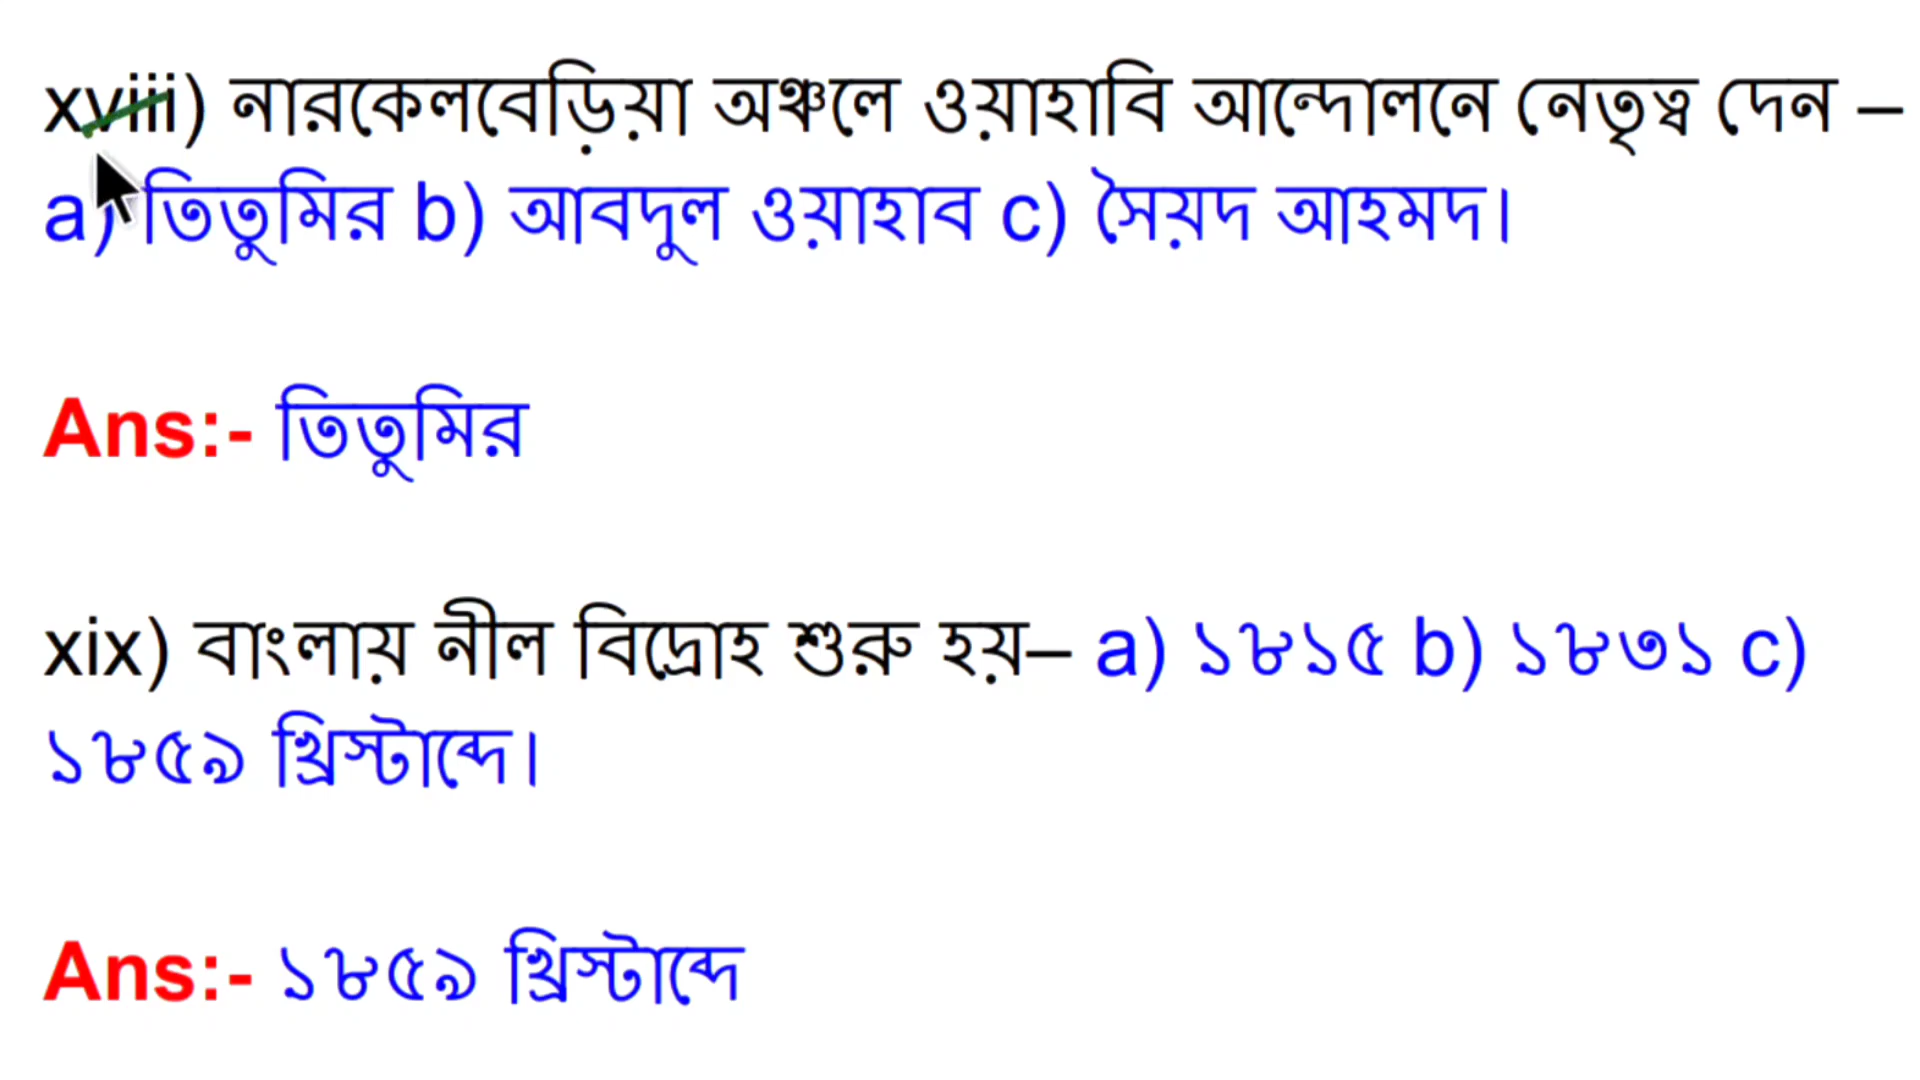 xviii) নারকেলবেড়িয়া অঞ্চলে ওয়াহাবি আন্দোলনে নেতৃত্ব দেন –
a) তিতুমির b) আবদুল ওয়াহাব c) সৈয়দ আহমদ।
Ans:- তিতুমির
xix) বাংলায় নীল বিদ্রোহ শুরু হয়– a) ১৮১৫ b) ১৮৩১ c)
১৮৫৯ খ্রিস্টাব্দে।
Ans:- ১৮৫৯ খ্রিস্টাব্দে